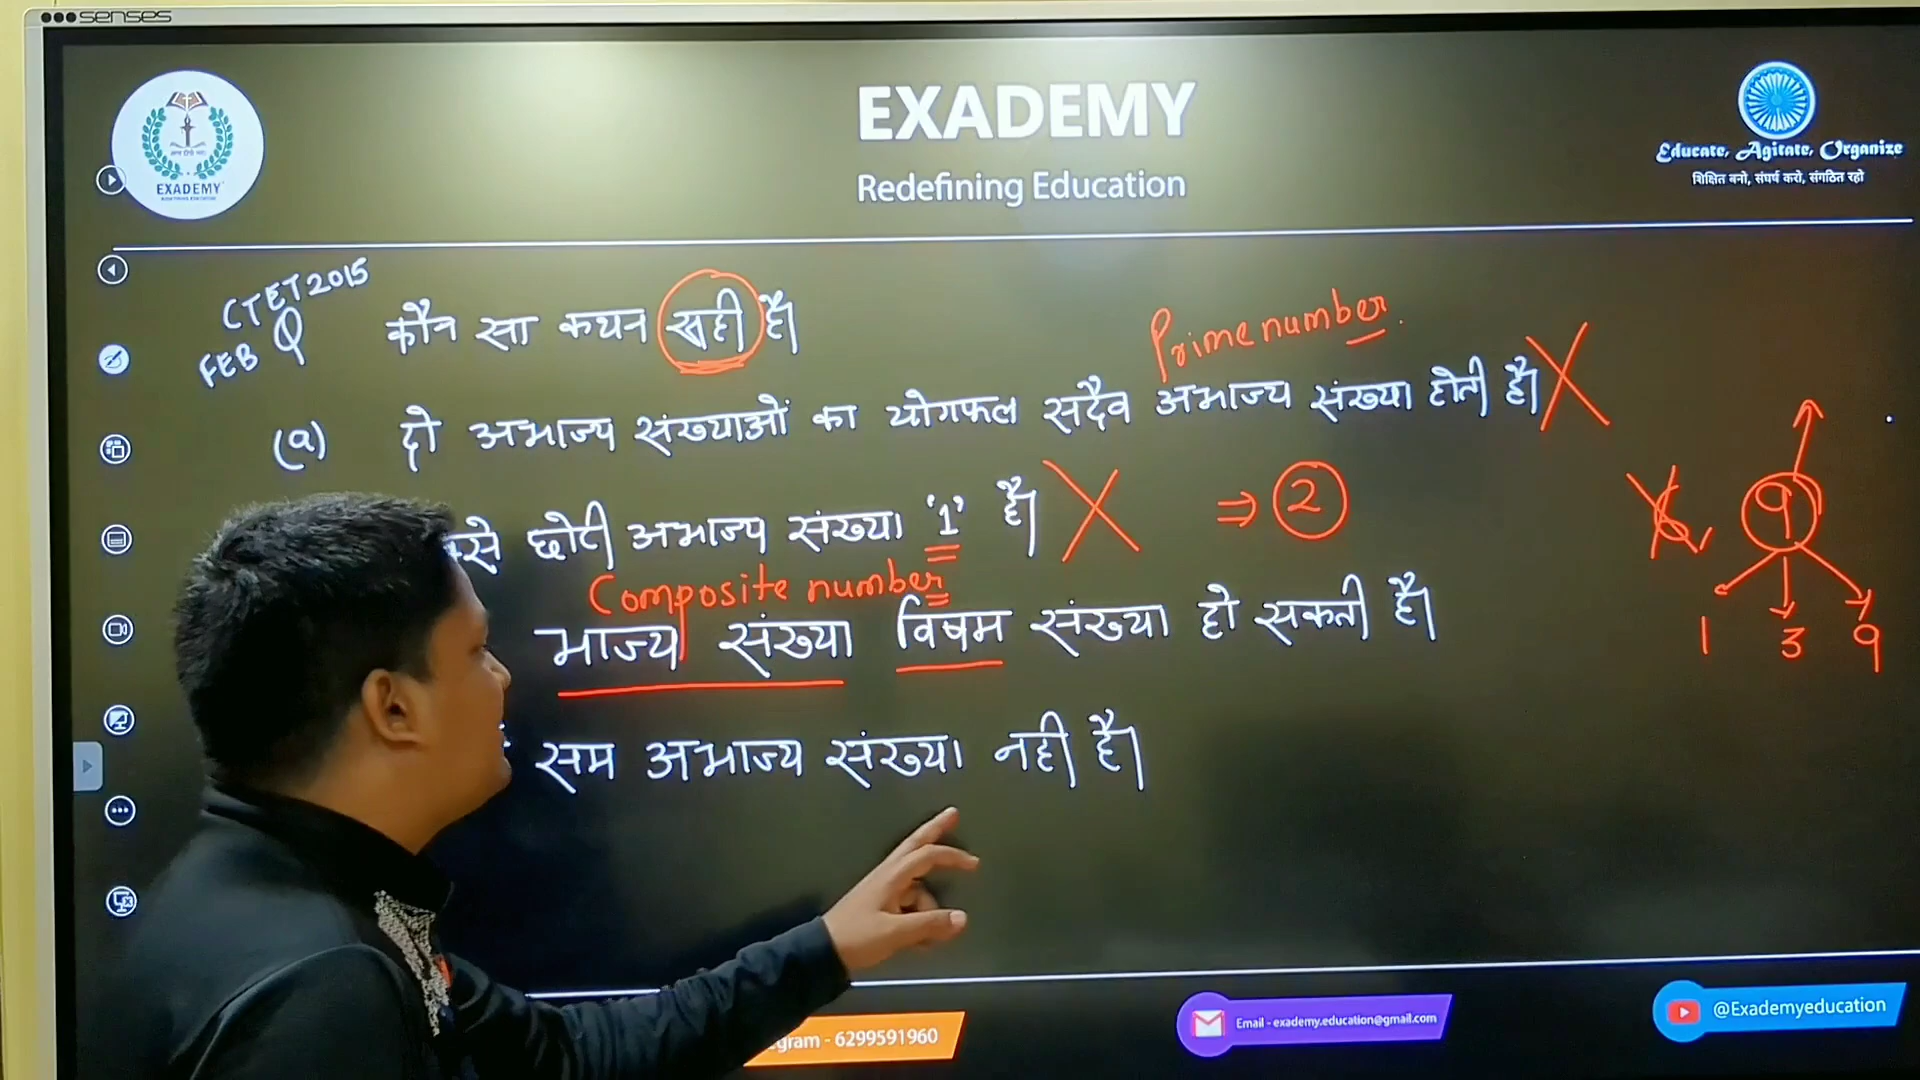 senses
EXADEMY
Redefining Education
EXADEMY
Educate, Agitate, Organize
शिक्षित बनो, संघर्ष करो, संगठित रहो
CTET 2015
FEB
Q कौन सा कथन सही है।
Prime number.
(a) दो अभाज्य संख्याओं का योगफल सदैव अभाज्य संख्या होती है। X
छोटी अभाज्य संख्या '1' है। X ⇒ 2
9
1 3 9
Composite number
भाज्य संख्या विषम संख्या हो सकती है।
सम अभाज्य संख्या नही है।
gram - 6299591960
Email - exademy.education@gmail.com
@Exademyeducation